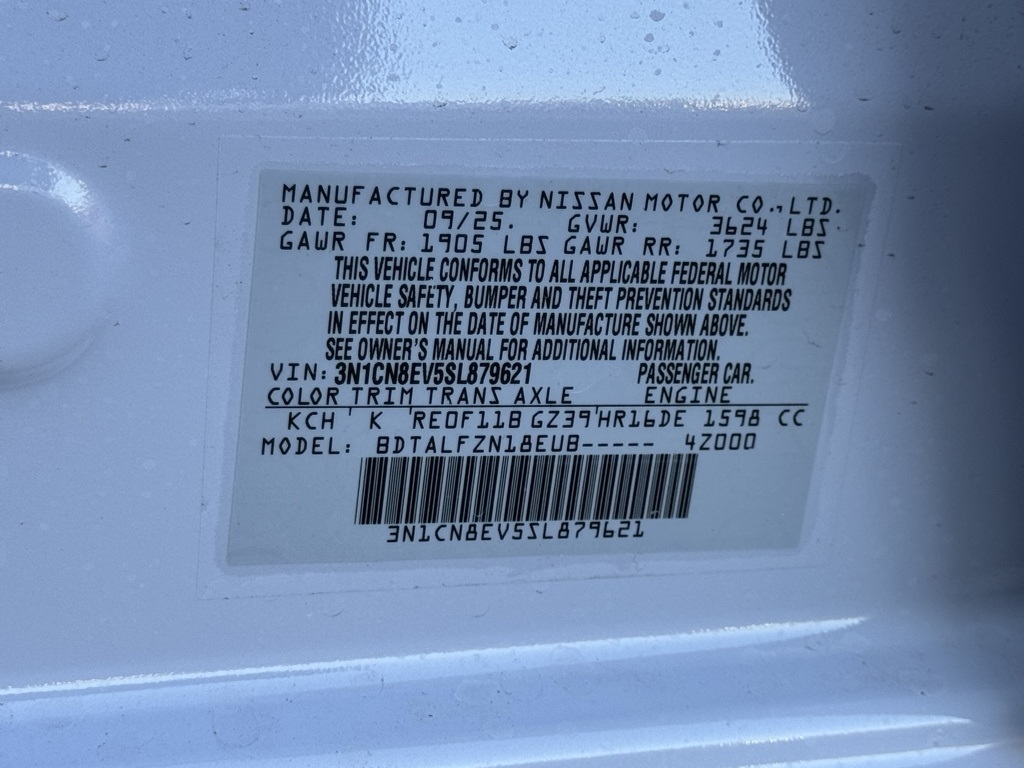 MANUFACTURED BY NISSAN MOTOR CO.,LTD.
DATE: 09/25. GVWR: 3624 LBS
GAWR FR: 1905 LBS GAWR RR: 1735 LBS
THIS VEHICLE CONFORMS TO ALL APPLICABLE FEDERAL MOTOR
VEHICLE SAFETY, BUMPER AND THEFT PREVENTION STANDARDS
IN EFFECT ON THE DATE OF MANUFACTURE SHOWN ABOVE.
SEE OWNER'S MANUAL FOR ADDITIONAL INFORMATION.
VIN: 3N1CN8EV5SL879621 PASSENGER CAR.
COLOR TRIM TRANS AXLE ENGINE
KCH K RE0F11B GZ39 HR16DE 1598 CC
MODEL: BDTALFZN18EUB----- 4Z000
3N1CN8EV5SL879621